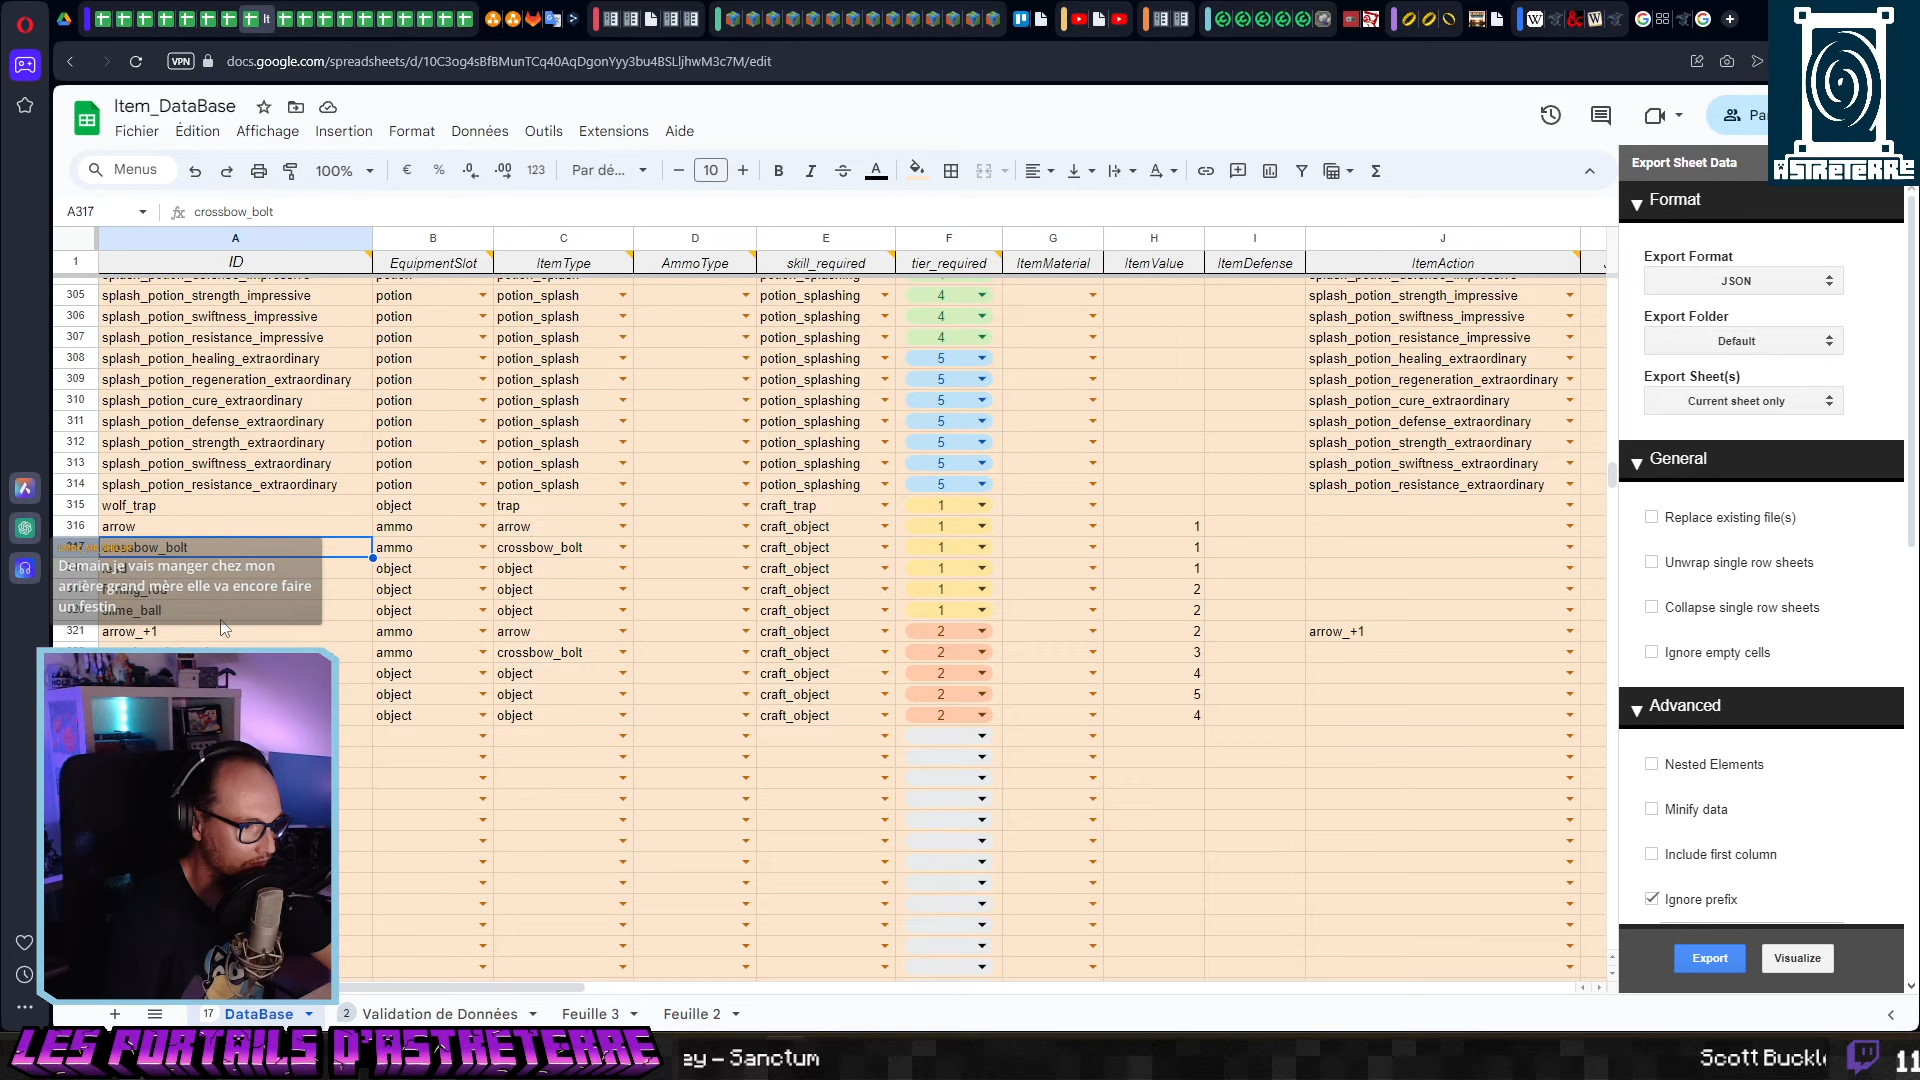 docs.google.com/spreadsheets/d/10C3og4sBfBMunTCq40AqDgonYyy3bu4BSLljhwM3c7M/edit
VPN
Item_DataBase
Fichier Édition Affichage Insertion Format Données Outils Extensions Aide
Menus 100% € % .0 .00 123 Par dé... 10
A317 crossbow_bolt
A B C D E F G H I J
1 ID EquipmentSlot ItemType AmmoType skill_required tier_required ItemMaterial ItemValue ItemDefense ItemAction
305 splash_potion_strength_impressive potion potion_splash potion_splashing 4 splash_potion_strength_impressive
306 splash_potion_swiftness_impressive potion potion_splash potion_splashing 4 splash_potion_swiftness_impressive
307 splash_potion_resistance_impressive potion potion_splash potion_splashing 4 splash_potion_resistance_impressive
308 splash_potion_healing_extraordinary potion potion_splash potion_splashing 5 splash_potion_healing_extraordinary
309 splash_potion_regeneration_extraordinary potion potion_splash potion_splashing 5 splash_potion_regeneration_extraordinary
310 splash_potion_cure_extraordinary potion potion_splash potion_splashing 5 splash_potion_cure_extraordinary
311 splash_potion_defense_extraordinary potion potion_splash potion_splashing 5 splash_potion_defense_extraordinary
312 splash_potion_strength_extraordinary potion potion_splash potion_splashing 5 splash_potion_strength_extraordinary
313 splash_potion_swiftness_extraordinary potion potion_splash potion_splashing 5 splash_potion_swiftness_extraordinary
314 splash_potion_resistance_extraordinary potion potion_splash potion_splashing 5 splash_potion_resistance_extraordinary
315 wolf_trap object trap craft_trap 1
316 arrow ammo arrow craft_object 1 1
317 crossbow_bolt ammo crossbow_bolt craft_object 1 1
object object craft_object 1 1
object object craft_object 1 2
slime_ball object object craft_object 1 2
321 arrow_+1 ammo arrow craft_object 2 2 arrow_+1
ammo crossbow_bolt craft_object 2 3
object object craft_object 2 4
object object craft_object 2 5
object object craft_object 2 4
Demain je vais manger chez mon
arrière grand mère elle va encore faire
un festin
17 DataBase 2 Validation de Données Feuille 3 Feuille 2
ASTRETERRE
Export Sheet Data
Format
Export Format
JSON
Export Folder
Default
Export Sheet(s)
Current sheet only
General
Replace existing file(s)
Unwrap single row sheets
Collapse single row sheets
Ignore empty cells
Advanced
Nested Elements
Minify data
Include first column
Ignore prefix
Export Visualize
LES PORTAILS D'ASTRETERRE
ey – Sanctum
Scott Buckle
11